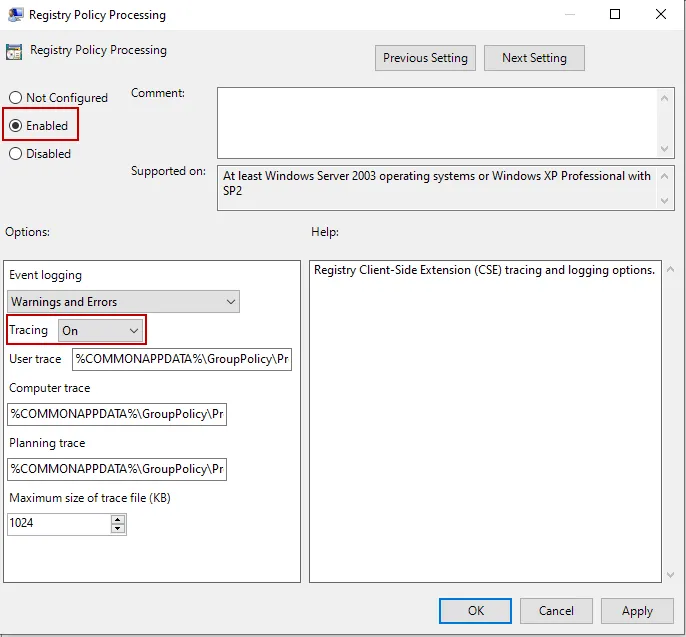 Registry Policy Processing
Registry Policy Processing
Previous Setting
Next Setting
Not Configured
Enabled
Disabled
Comment:
Supported on:
At least Windows Server 2003 operating systems or Windows XP Professional with
SP2
Options:
Help:
Event logging
Warnings and Errors
Tracing On
User trace %COMMONAPPDATA%\GroupPolicy\Pr
Computer trace
%COMMONAPPDATA%\GroupPolicy\Pr
Planning trace
%COMMONAPPDATA%\GroupPolicy\Pr
Maximum size of trace file (KB)
1024
Registry Client-Side Extension (CSE) tracing and logging options.
OK
Cancel
Apply